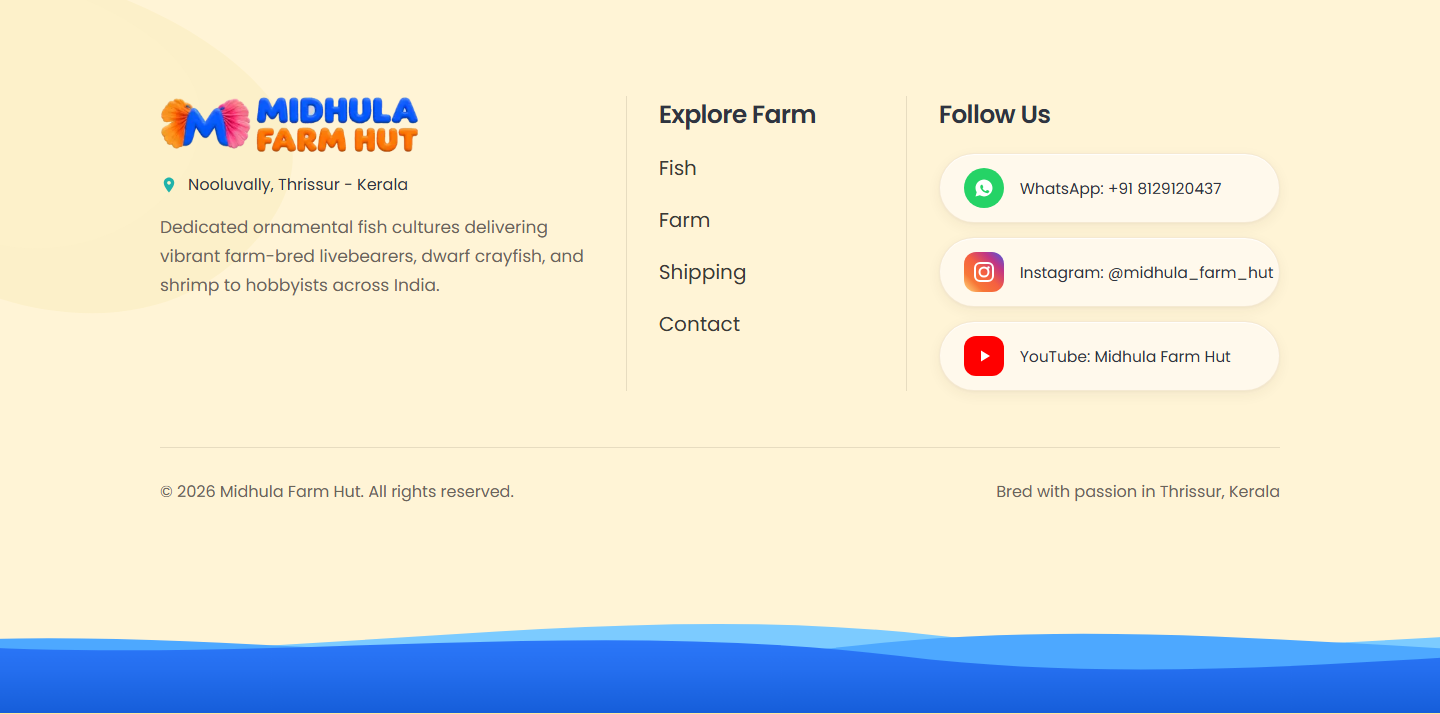 MIDHULA
FARM HUT
Nooluvally, Thrissur - Kerala
Dedicated ornamental fish cultures delivering
vibrant farm-bred livebearers, dwarf crayfish, and
shrimp to hobbyists across India.
Explore Farm
Fish
Farm
Shipping
Contact
Follow Us
WhatsApp: +91 8129120437
Instagram: @midhula_farm_hut
YouTube: Midhula Farm Hut
© 2026 Midhula Farm Hut. All rights reserved.
Bred with passion in Thrissur, Kerala